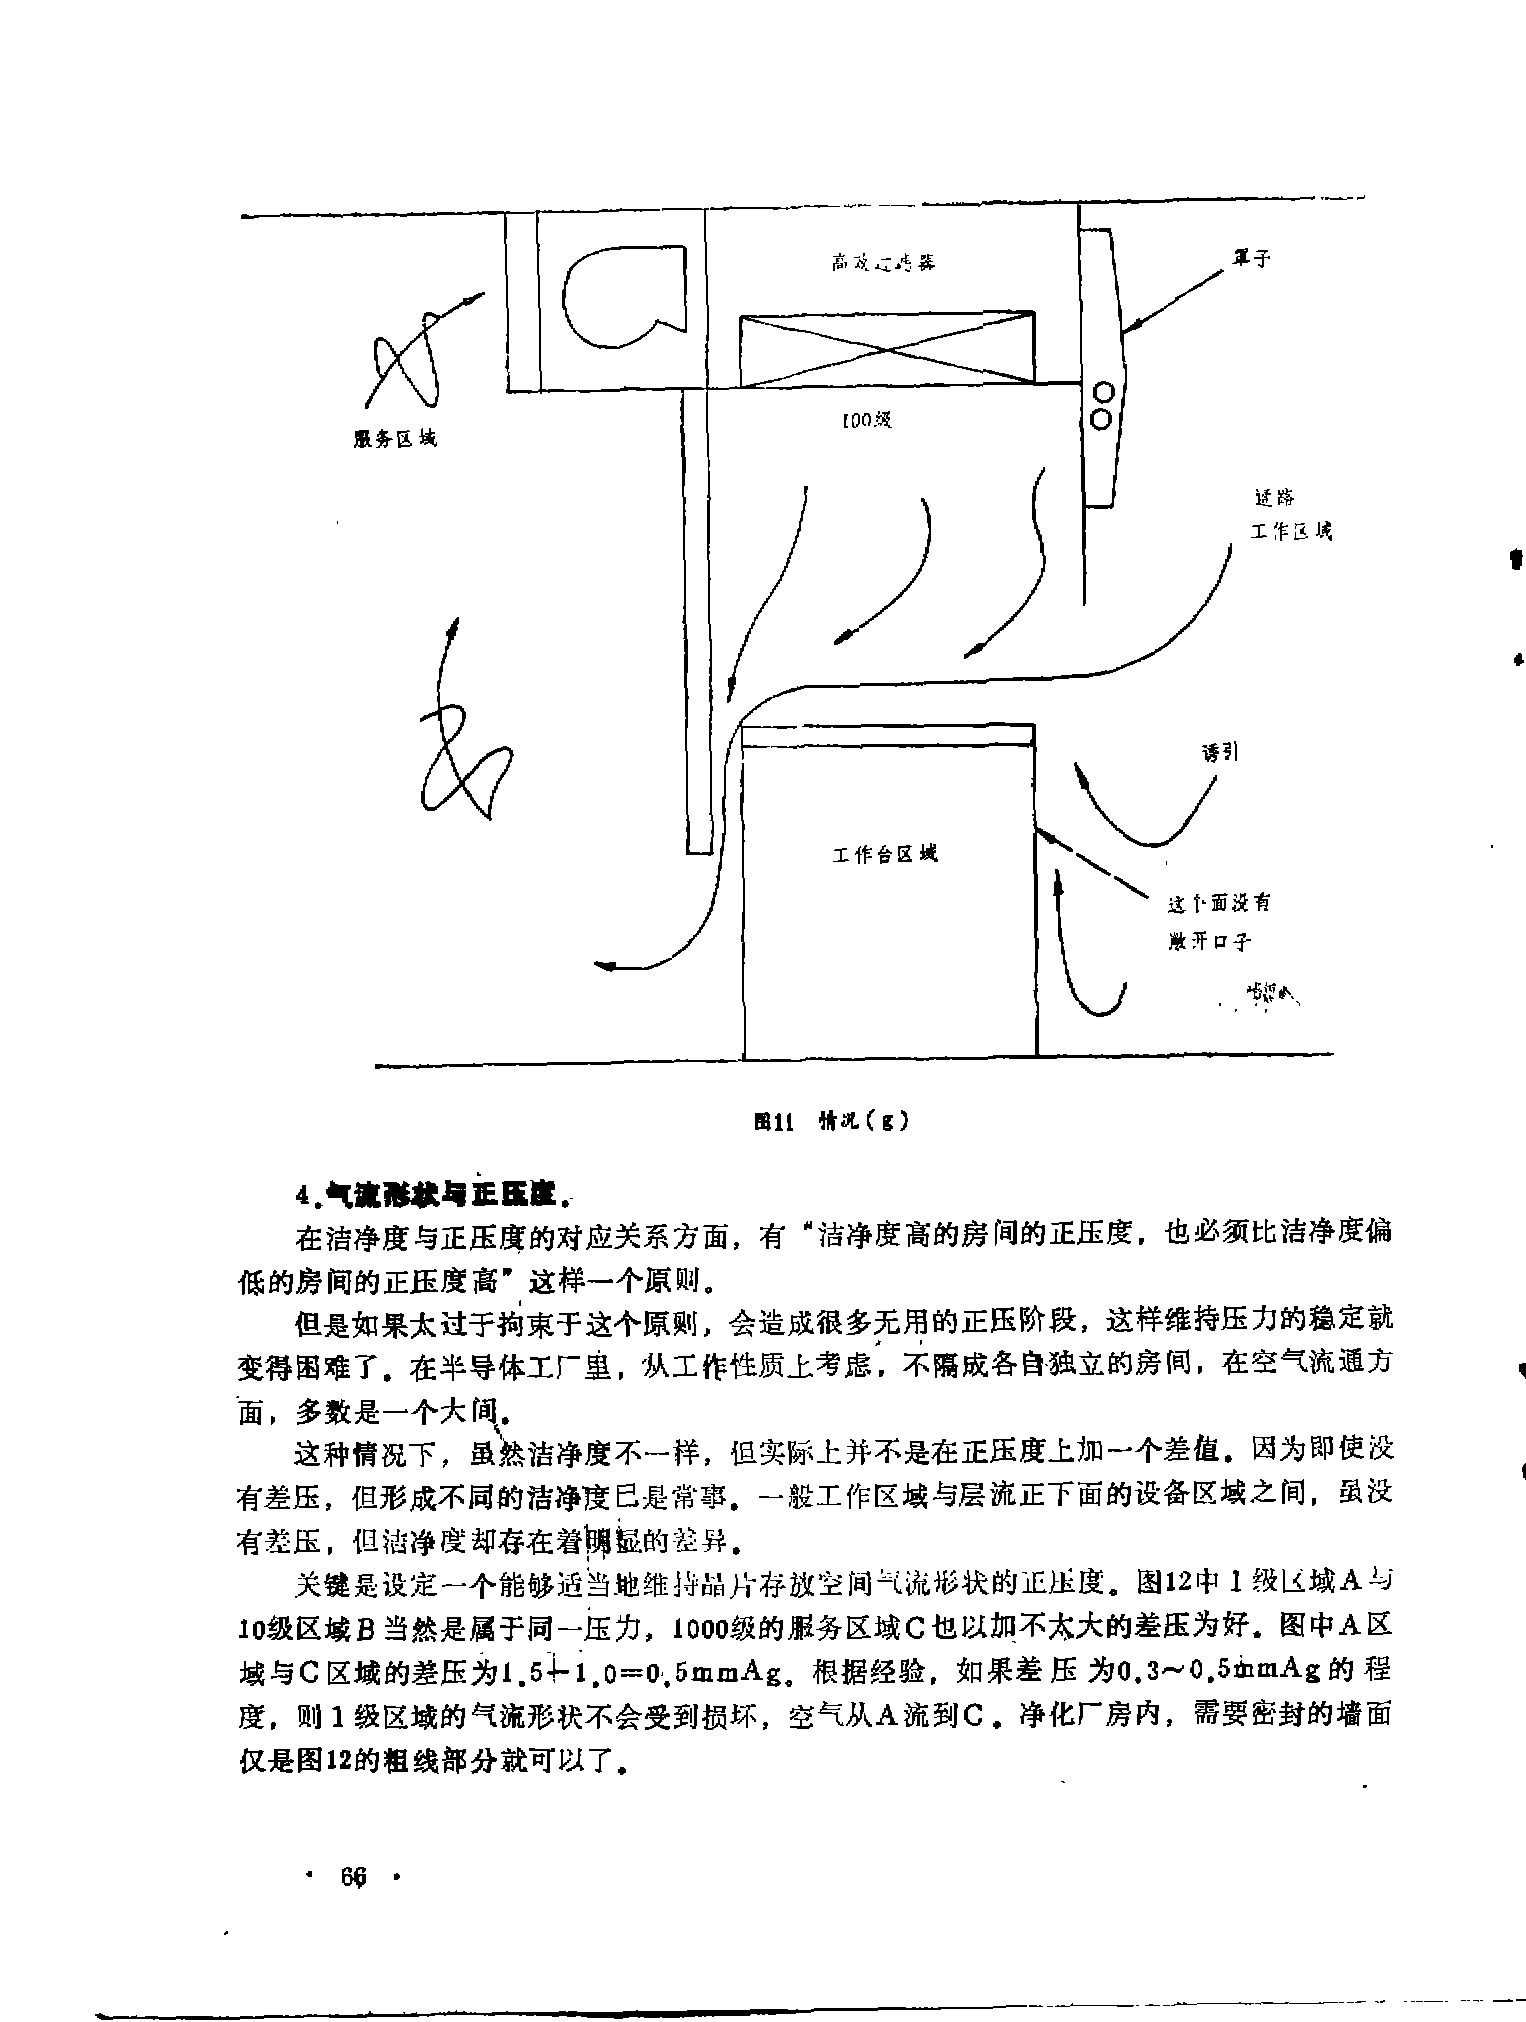 高效过滤器
罩子
100级
服务区域
通路
工作区域
诱引
工作台区域
这个面没有
敞开口子
图11 情况(g)
4.气流形状与正压度.
在洁净度与正压度的对应关系方面，有“洁净度高的房间的正压度，也必须比洁净度偏
低的房间的正压度高”这样一个原则。
但是如果太过于拘束于这个原则，会造成很多无用的正压阶段，这样维持压力的稳定就
变得困难了。在半导体工厂里，从工作性质上考虑，不隔成各自独立的房间，在空气流通方
面，多数是一个大间。
这种情况下，虽然洁净度不一样，但实际上并不是在正压度上加一个差值。因为即使没
有差压，但形成不同的洁净度已是常事。一般工作区域与层流正下面的设备区域之间，虽没
有差压，但洁净度却存在着明显的差异。
关键是设定一个能够适当地维持晶片存放空间气流形状的正压度。图12中1级区域A与
10级区域B当然是属于同一压力，1000级的服务区域C也以加不太大的差压为好。图中A区
域与C区域的差压为1.5-1.0=0.5mmAg。根据经验，如果差压为0.3~0.5mmAg的程
度，则1级区域的气流形状不会受到损坏，空气从A流到C。净化厂房内，需要密封的墙面
仅是图12的粗线部分就可以了。
· 66 ·